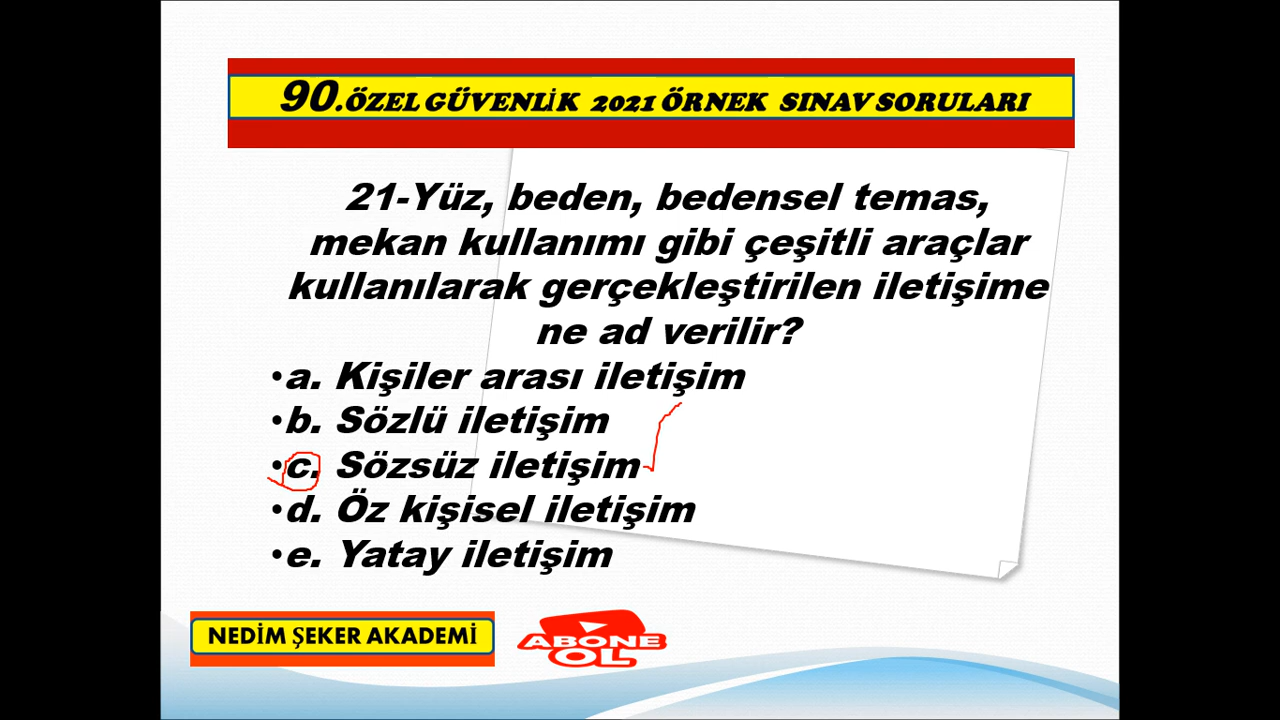 90.ÖZEL GÜVENLİK 2021 ÖRNEK SINAV SORULARI
21-Yüz, beden, bedensel temas,
mekan kullanımı gibi çeşitli araçlar
kullanılarak gerçekleştirilen iletişime
ne ad verilir?
•a. Kişiler arası iletişim
•b. Sözlü iletişim
•c. Sözsüz iletişim
•d. Öz kişisel iletişim
•e. Yatay iletişim
NEDİM ŞEKER AKADEMİ
ABONE
OL